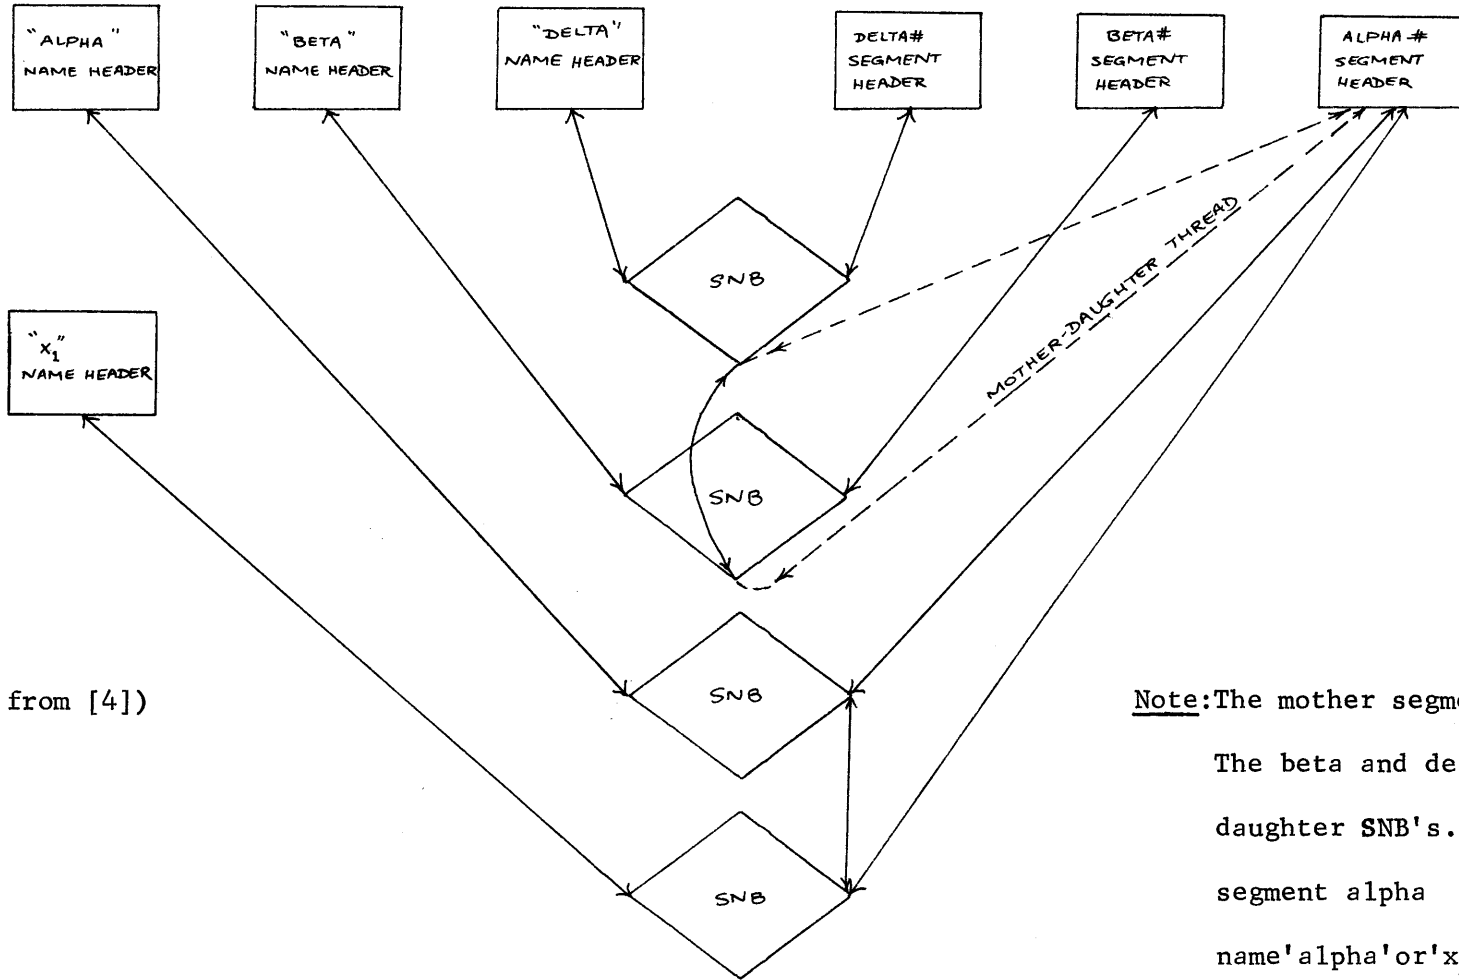 "ALPHA"
NAME HEADER
"BETA"
NAME HEADER
"DELTA"
NAME HEADER
DELTA#
SEGMENT
HEADER
BETA#
SEGMENT
HEADER
ALPHA #
SEGMENT
HEADER
SNB
MOTHER-DAUGHTER THREAD
"x₁"
NAME HEADER
SNB
SNB
from [4])
Note:The mother segme
The beta and de
daughter SNB's.
SNB
segment alpha
name'alpha'or'x